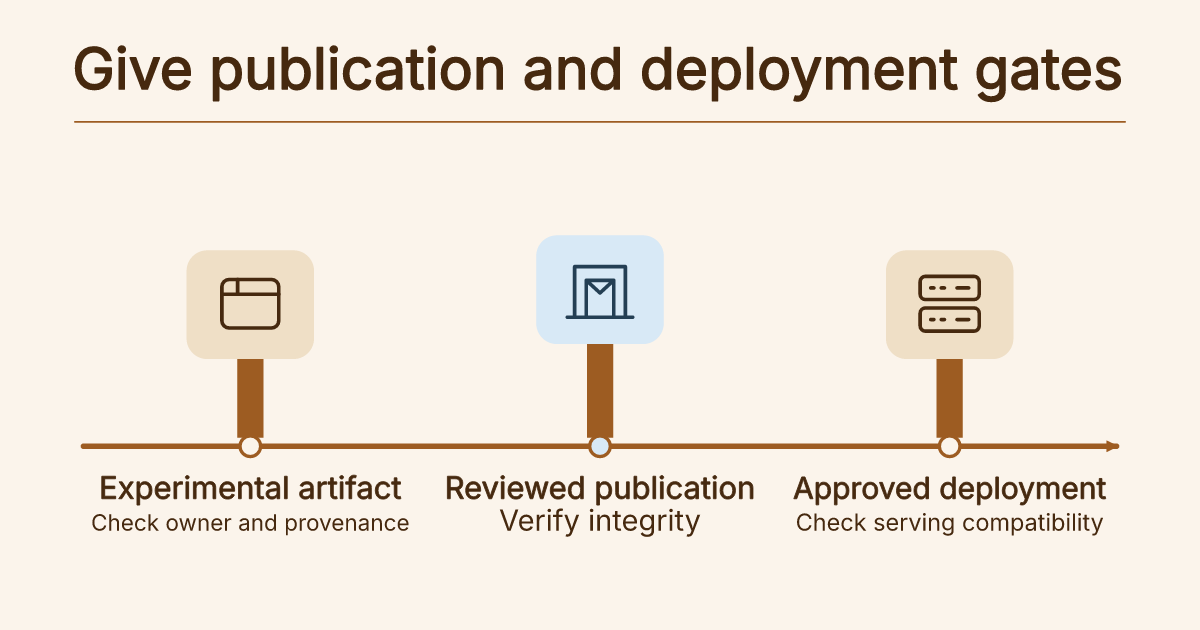 Give publication and deployment gates
Experimental artifact
Check owner and provenance
Reviewed publication
Verify integrity
Approved deployment
Check serving compatibility